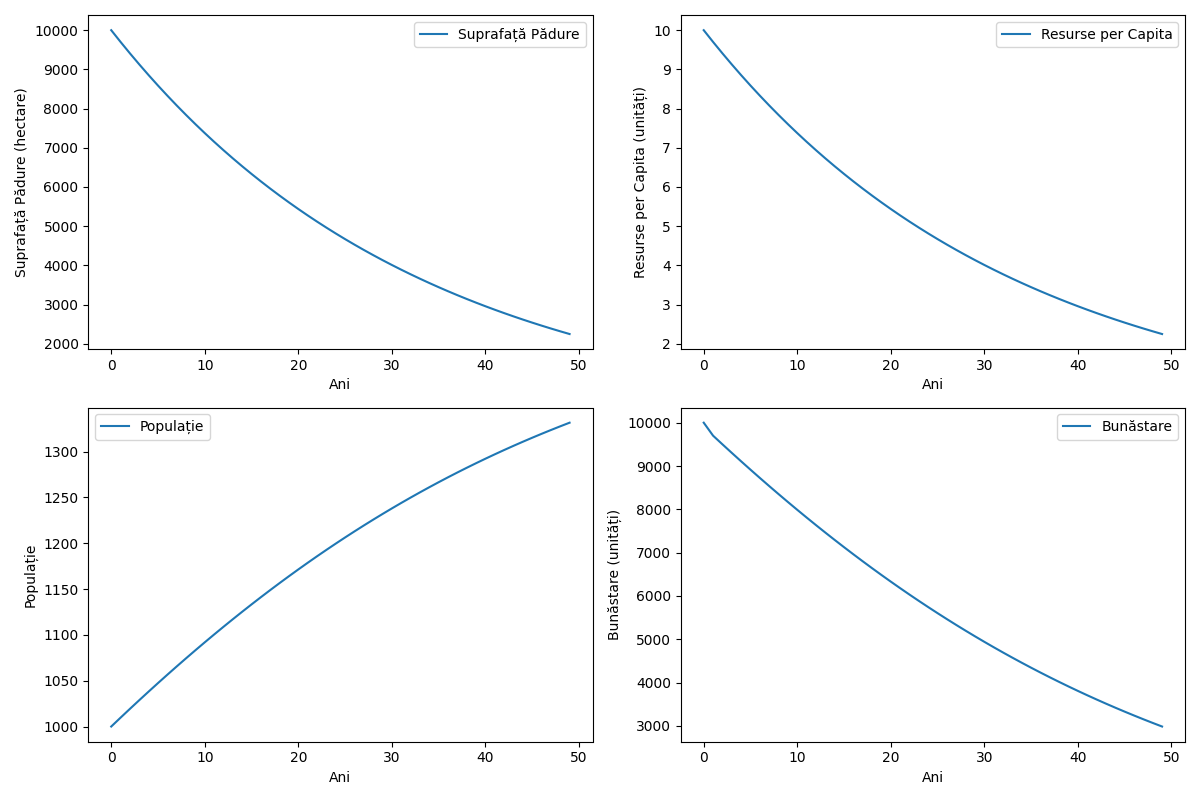 Suprafață Pădure
Suprafață Pădure (hectare)
10000
9000
8000
7000
6000
5000
4000
3000
2000
0 10 20 30 40 50
Ani
Resurse per Capita
Resurse per Capita (unități)
10
9
8
7
6
5
4
3
2
0 10 20 30 40 50
Ani
Populație
Populație
1300
1250
1200
1150
1100
1050
1000
0 10 20 30 40 50
Ani
Bunăstare
Bunăstare (unități)
10000
9000
8000
7000
6000
5000
4000
3000
0 10 20 30 40 50
Ani